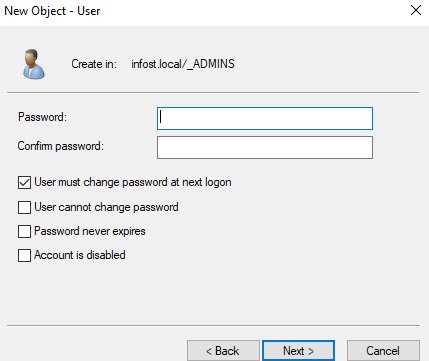 New Object - User
Create in: infost.local/_ADMINS
Password:
Confirm password:
User must change password at next logon
User cannot change password
Password never expires
Account is disabled
< Back Next > Cancel